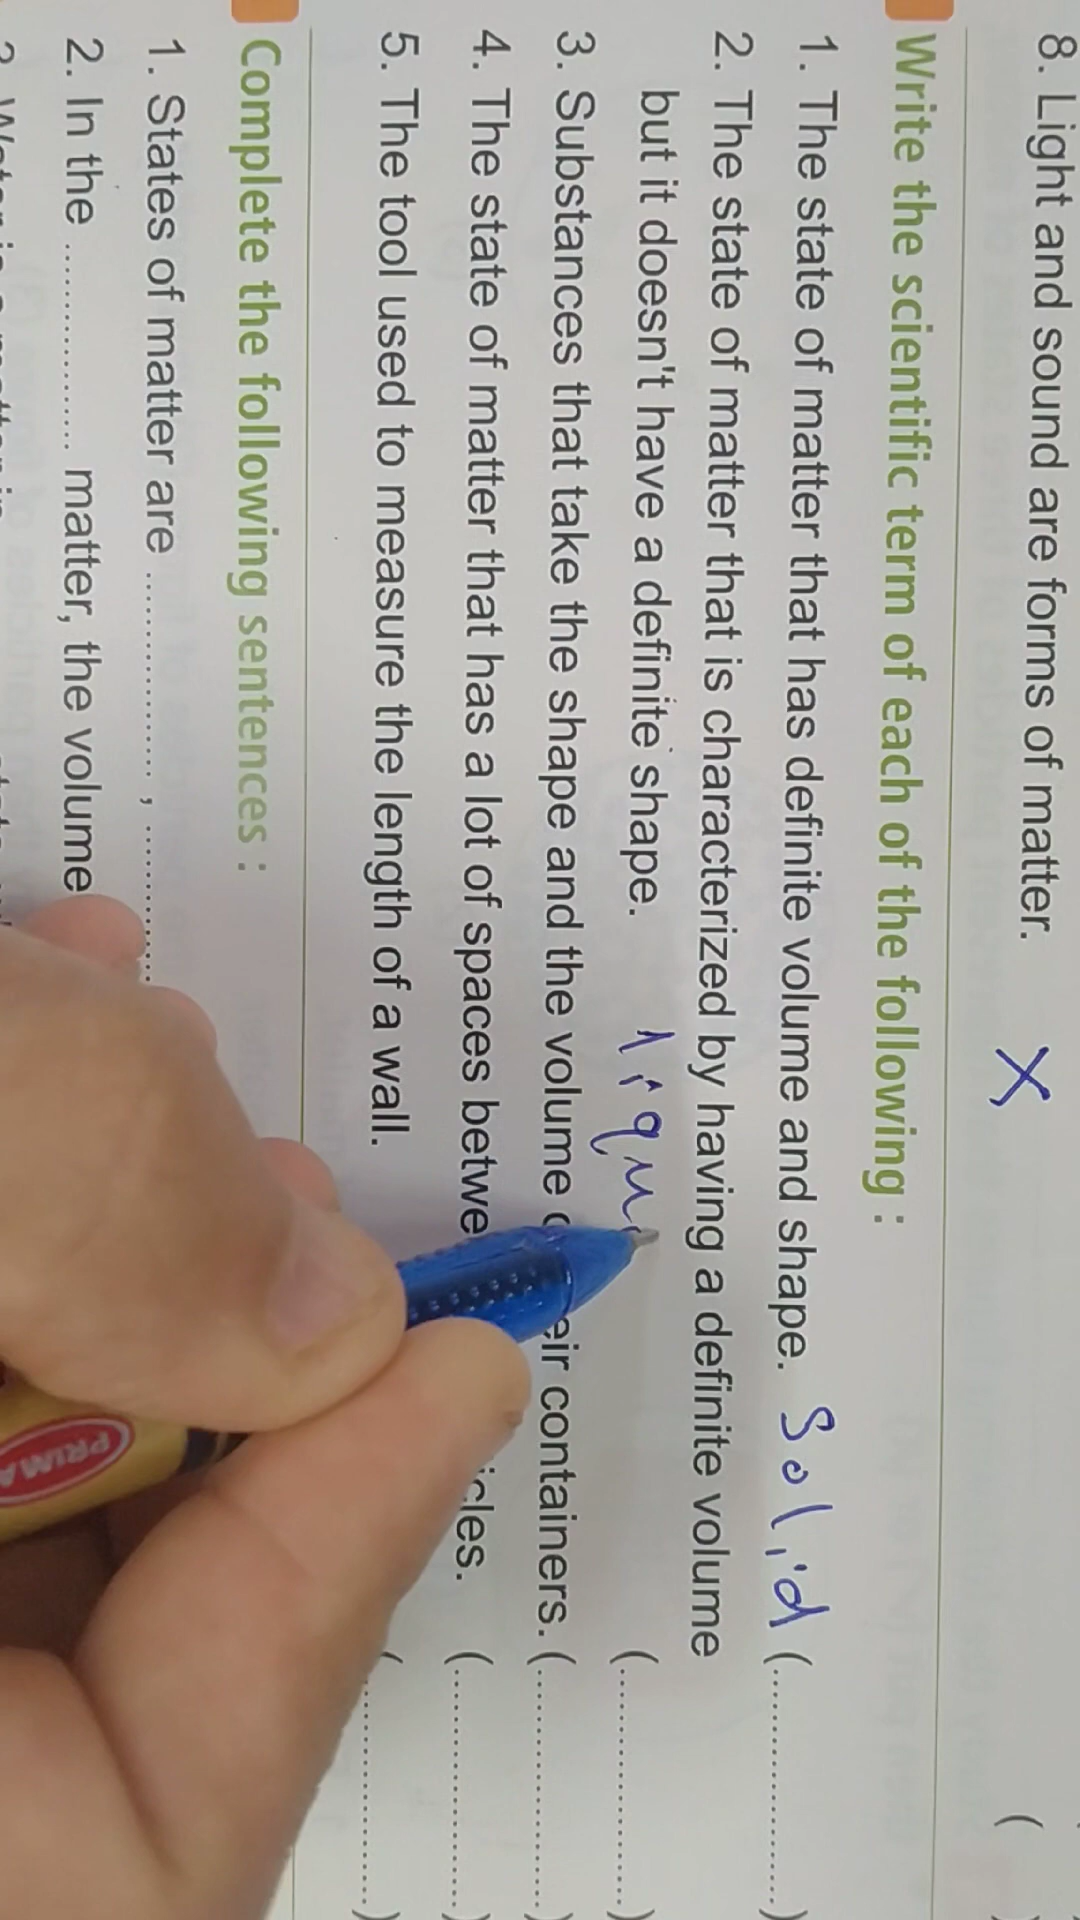 8. Light and sound are forms of matter. X (
Write the scientific term of each of the following :
1. The state of matter that has definite volume and shape. Solid (..................)
2. The state of matter that is characterized by having a definite volume
but it doesn't have a definite shape. liqu (..................)
3. Substances that take the shape and the volume containers. (..................)
4. The state of matter that has a lot of spaces (..................)
5. The tool used to measure the length of a wall. (..................)
Complete the following sentences :
1. States of matter are .................. , ..............
2. In the .................. matter, the volume
PRIMA